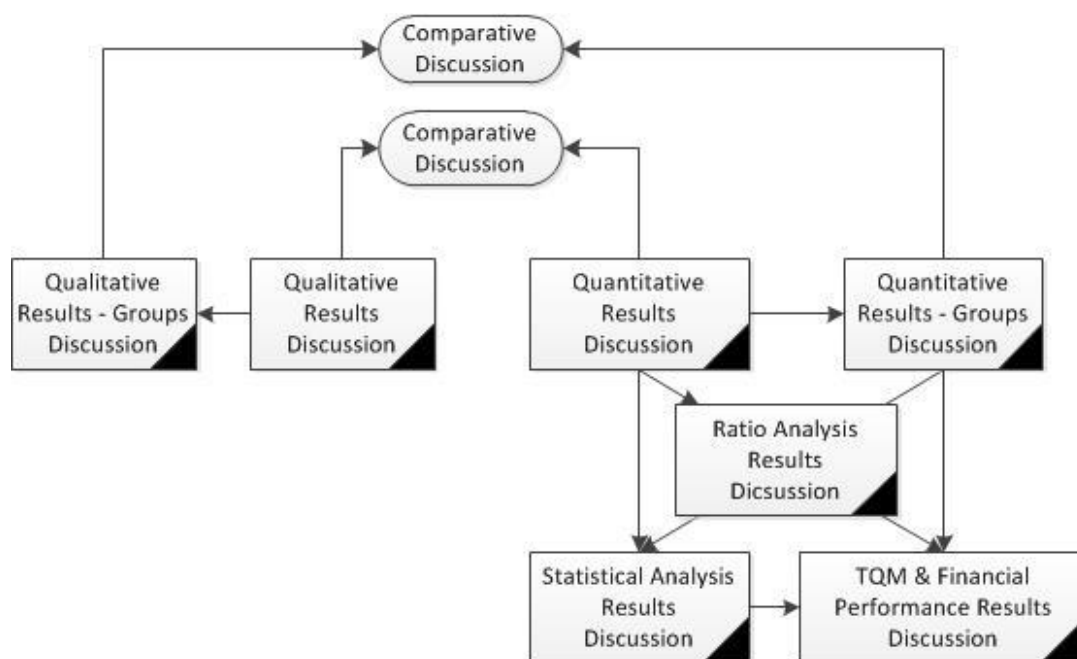 Comparative
Discussion
Comparative
Discussion
Qualitative
Results - Groups
Discussion
Qualitative
Results
Discussion
Quantitative
Results
Discussion
Quantitative
Results - Groups
Discussion
Ratio Analysis
Results
Dicsussion
Statistical Analysis
Results
Discussion
TQM & Financial
Performance Results
Discussion